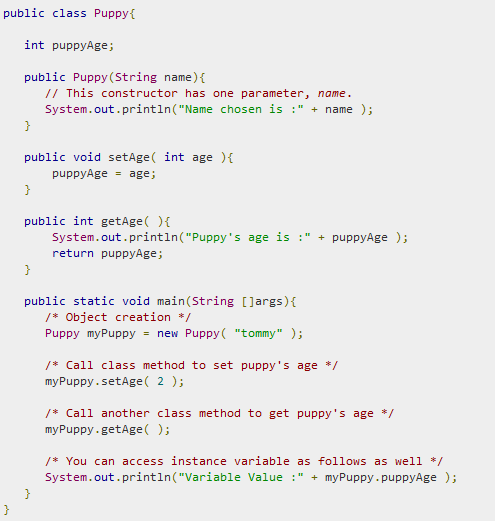 public class Puppy{
int puppyAge;
public Puppy(String name){
// This constructor has one parameter, name.
System.out.println("Name chosen is :" + name );
}
public void setAge( int age ){
puppyAge = age;
}
public int getAge( ){
System.out.println("Puppy's age is :" + puppyAge );
return puppyAge;
}
public static void main(String []args){
/* Object creation */
Puppy myPuppy = new Puppy( "tommy" );
/* Call class method to set puppy's age */
myPuppy.setAge( 2 );
/* Call another class method to get puppy's age */
myPuppy.getAge( );
/* You can access instance variable as follows as well */
System.out.println("Variable Value :" + myPuppy.puppyAge );
}
}